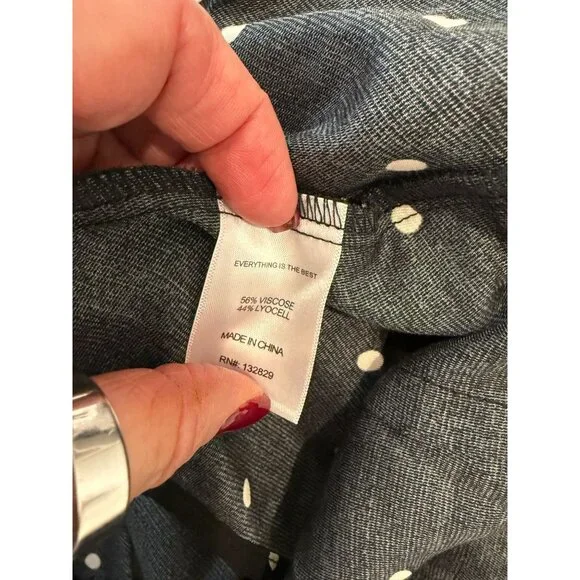 EVERYTHING IS THE BEST
56% VISCOSE
44% LYOCELL
MADE IN CHINA
RN#: 132829